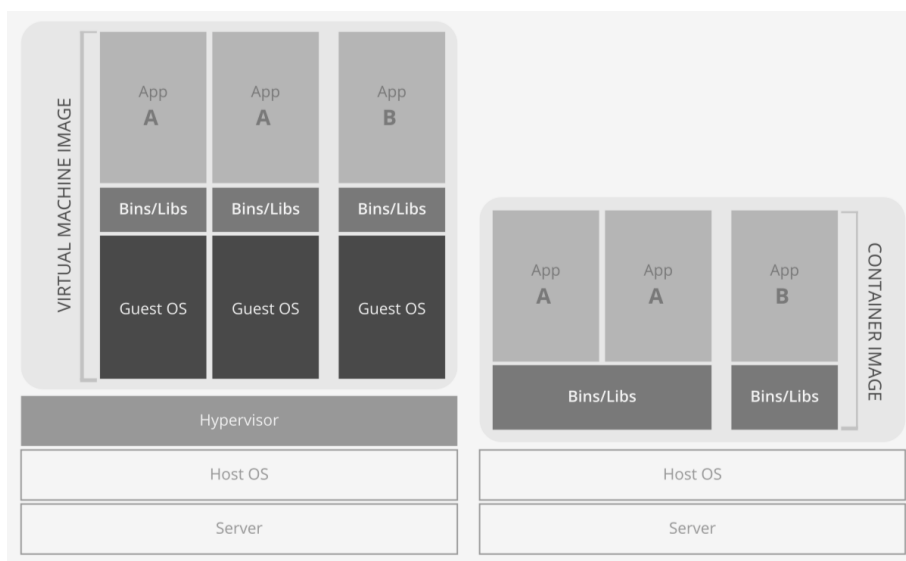 VIRTUAL MACHINE IMAGE
App
A
App
A
App
B
Bins/Libs
Bins/Libs
Bins/Libs
Guest OS
Guest OS
Guest OS
Hypervisor
Host OS
Server
App
A
App
A
App
B
CONTAINER IMAGE
Bins/Libs
Bins/Libs
Host OS
Server